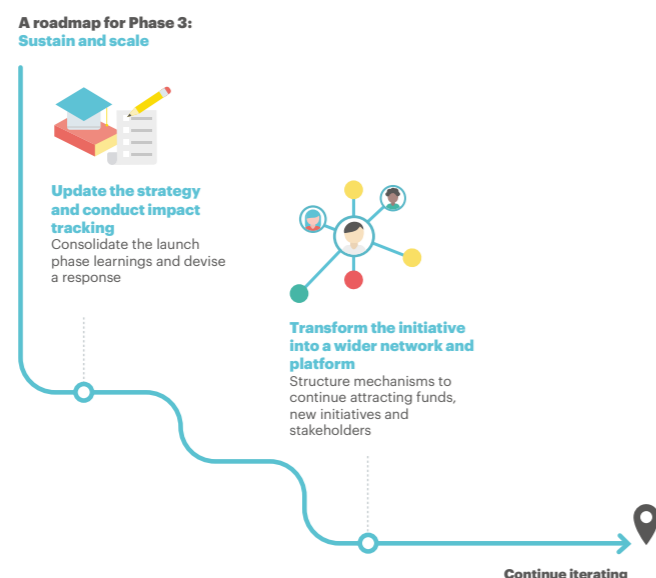 A roadmap for Phase 3:
Sustain and scale
Update the strategy
and conduct impact
tracking
Consolidate the launch
phase learnings and devise
a response
Transform the initiative
into a wider network and
platform
Structure mechanisms to
continue attracting funds,
new initiatives and
stakeholders
Continue iterating